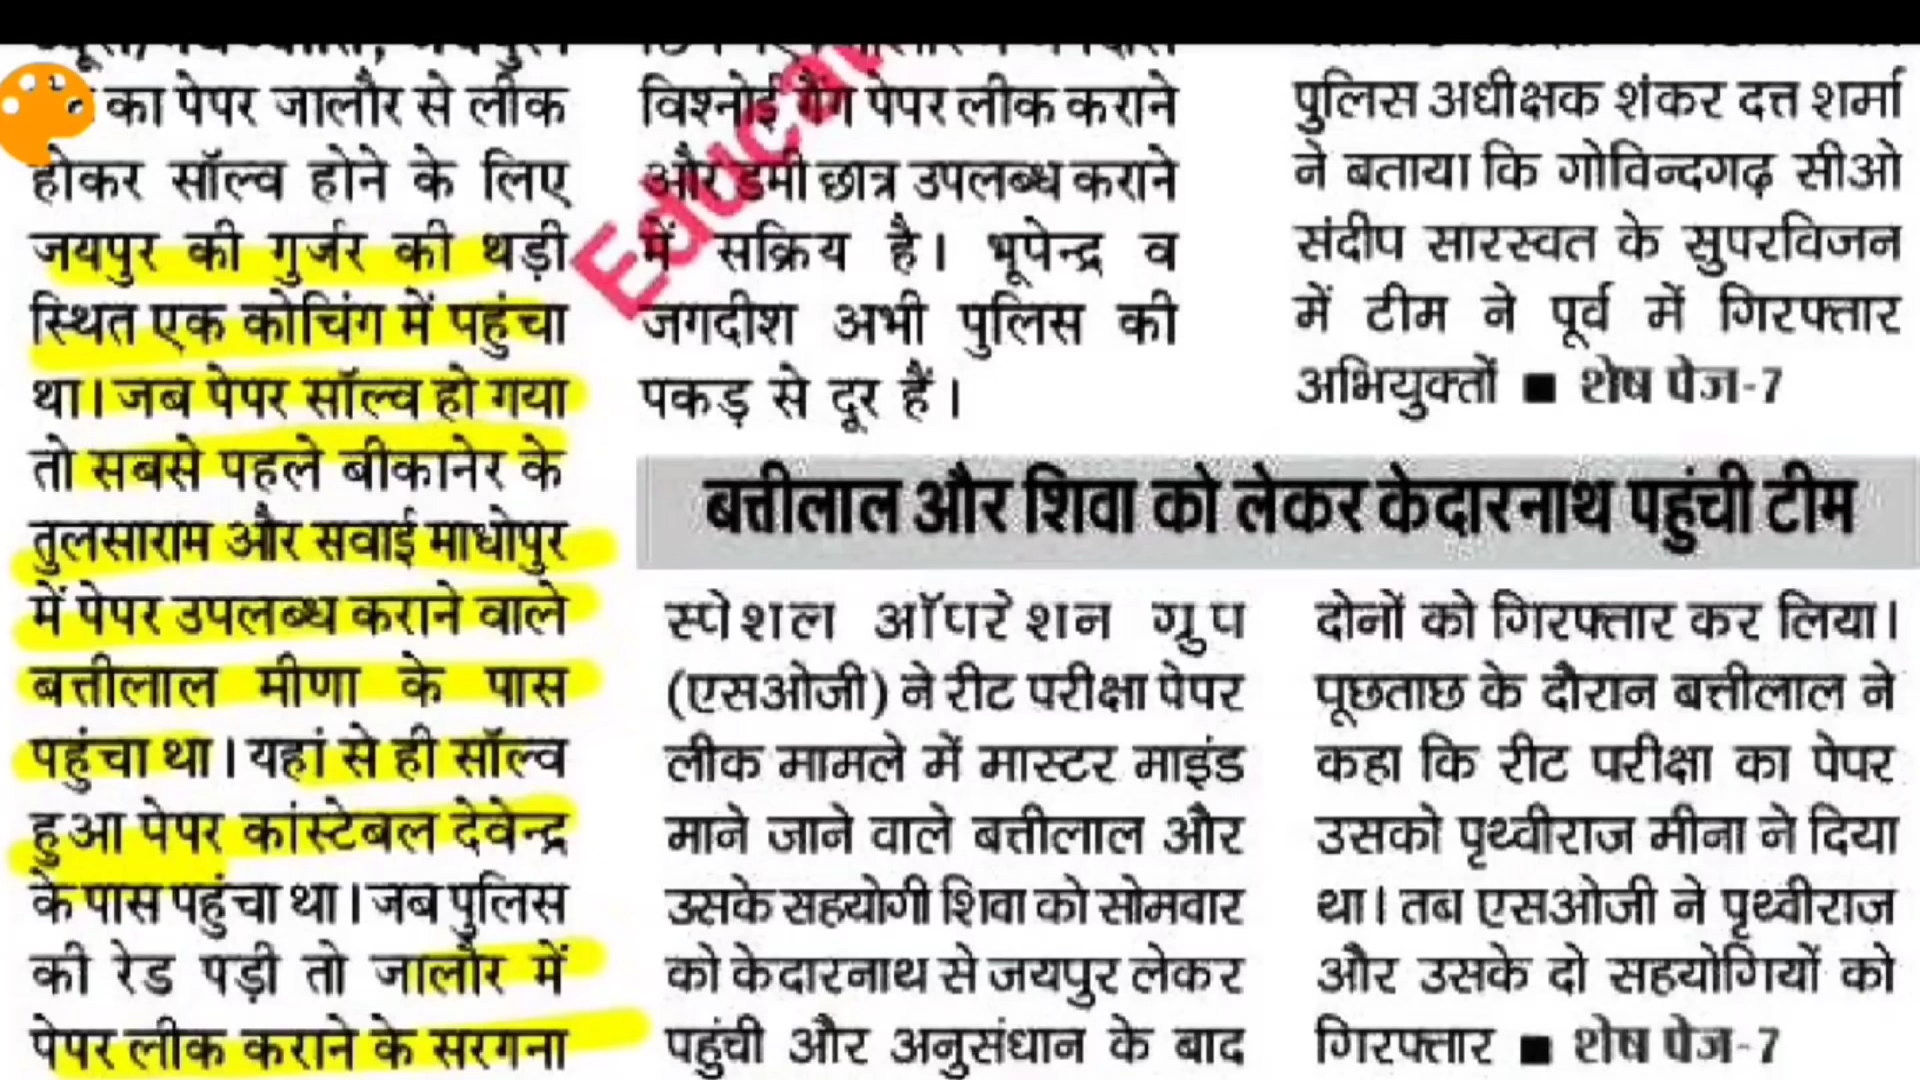 का पेपर जालौर से लीक
होकर सॉल्व होने के लिए
जयपुर की गुर्जर की थड़ी
स्थित एक कोचिंग में पहुंचा
था। जब पेपर सॉल्व हो गया
तो सबसे पहले बीकानेर के
तुलसाराम और सवाई माधोपुर
में पेपर उपलब्ध कराने वाले
बत्तीलाल मीणा के पास
पहुंचा था। यहां से ही सॉल्व
हुआ पेपर कांस्टेबल देवेन्द्र
के पास पहुंचा था। जब पुलिस
की रेड पड़ी तो जालौर में
पेपर लीक कराने के सरगना
विश्नोई गैंग पेपर लीक कराने
और डमी छात्र उपलब्ध कराने
में सक्रिय है। भूपेन्द्र व
जगदीश अभी पुलिस की
पकड़ से दूर हैं।
पुलिस अधीक्षक शंकर दत्त शर्मा
ने बताया कि गोविन्दगढ़ सीओ
संदीप सारस्वत के सुपरविजन
में टीम ने पूर्व में गिरफ्तार
अभियुक्तों ■ शेष पेज-7
बत्तीलाल और शिवा को लेकर केदारनाथ पहुंची टीम
स्पेशल ऑपरेशन ग्रुप
(एसओजी) ने रीट परीक्षा पेपर
लीक मामले में मास्टर माइंड
माने जाने वाले बत्तीलाल और
उसके सहयोगी शिवा को सोमवार
को केदारनाथ से जयपुर लेकर
पहुंची और अनुसंधान के बाद
दोनों को गिरफ्तार कर लिया।
पूछताछ के दौरान बत्तीलाल ने
कहा कि रीट परीक्षा का पेपर
उसको पृथ्वीराज मीना ने दिया
था। तब एसओजी ने पृथ्वीराज
और उसके दो सहयोगियों को
गिरफ्तार ■ शेष पेज-7